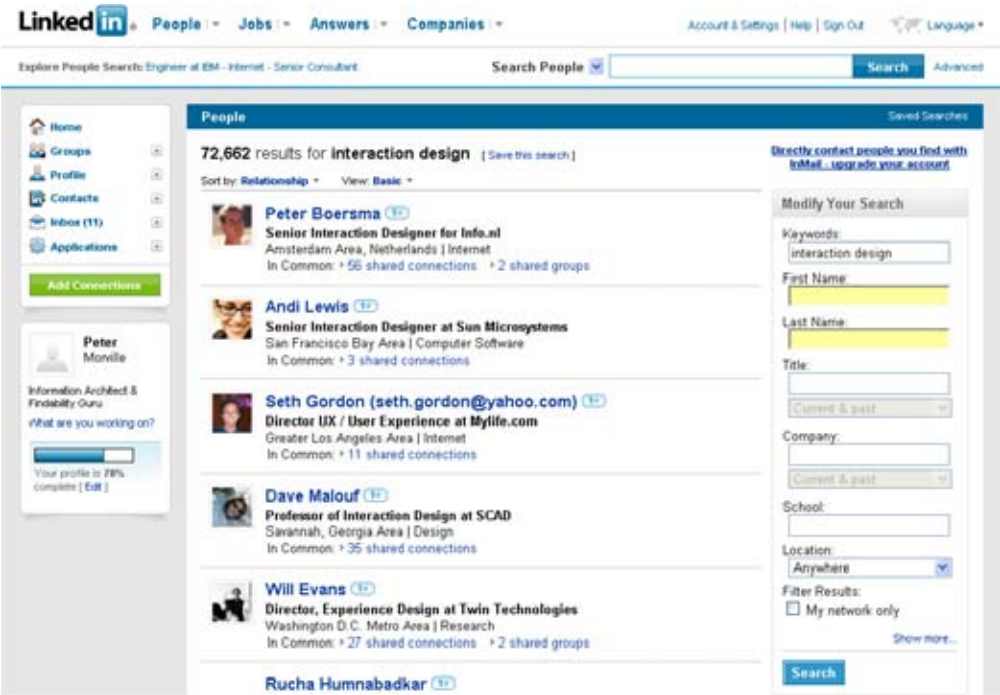 Linked in
People Jobs Answers Companies
Account & Settings | Help | Sign Out Language
Explore People Search: Engineer at IBM - Internet - Senior Consultant
Search People Search Advanced
Home
Groups
Profile
Contacts
Inbox (11)
Applications
Add Connections
Peter
Morville
Information Architect &
Findability Guru
What are you working on?
Your profile is 78%
complete [ Edit ]
People Saved Searches
72,662 results for interaction design [ Save this search ]
Sort by: Relationship View: Basic
Peter Boersma 1st
Senior Interaction Designer for Info.nl
Amsterdam Area, Netherlands | Internet
In Common: 56 shared connections 2 shared groups
Andi Lewis 1st
Senior Interaction Designer at Sun Microsystems
San Francisco Bay Area | Computer Software
In Common: 3 shared connections
Seth Gordon (seth.gordon@yahoo.com) 1st
Director UX / User Experience at Mylife.com
Greater Los Angeles Area | Internet
In Common: 11 shared connections
Dave Malouf 1st
Professor of Interaction Design at SCAD
Savannah, Georgia Area | Design
In Common: 35 shared connections
Will Evans 1st
Director, Experience Design at Twin Technologies
Washington D.C. Metro Area | Research
In Common: 27 shared connections 2 shared groups
Rucha Humnabadkar 1st
Directly contact people you find with
InMail - upgrade your account
Modify Your Search
Keywords:
interaction design
First Name:
Last Name:
Title:
Current & past
Company:
Current & past
School:
Location:
Anywhere
Filter Results:
My network only
Show more...
Search